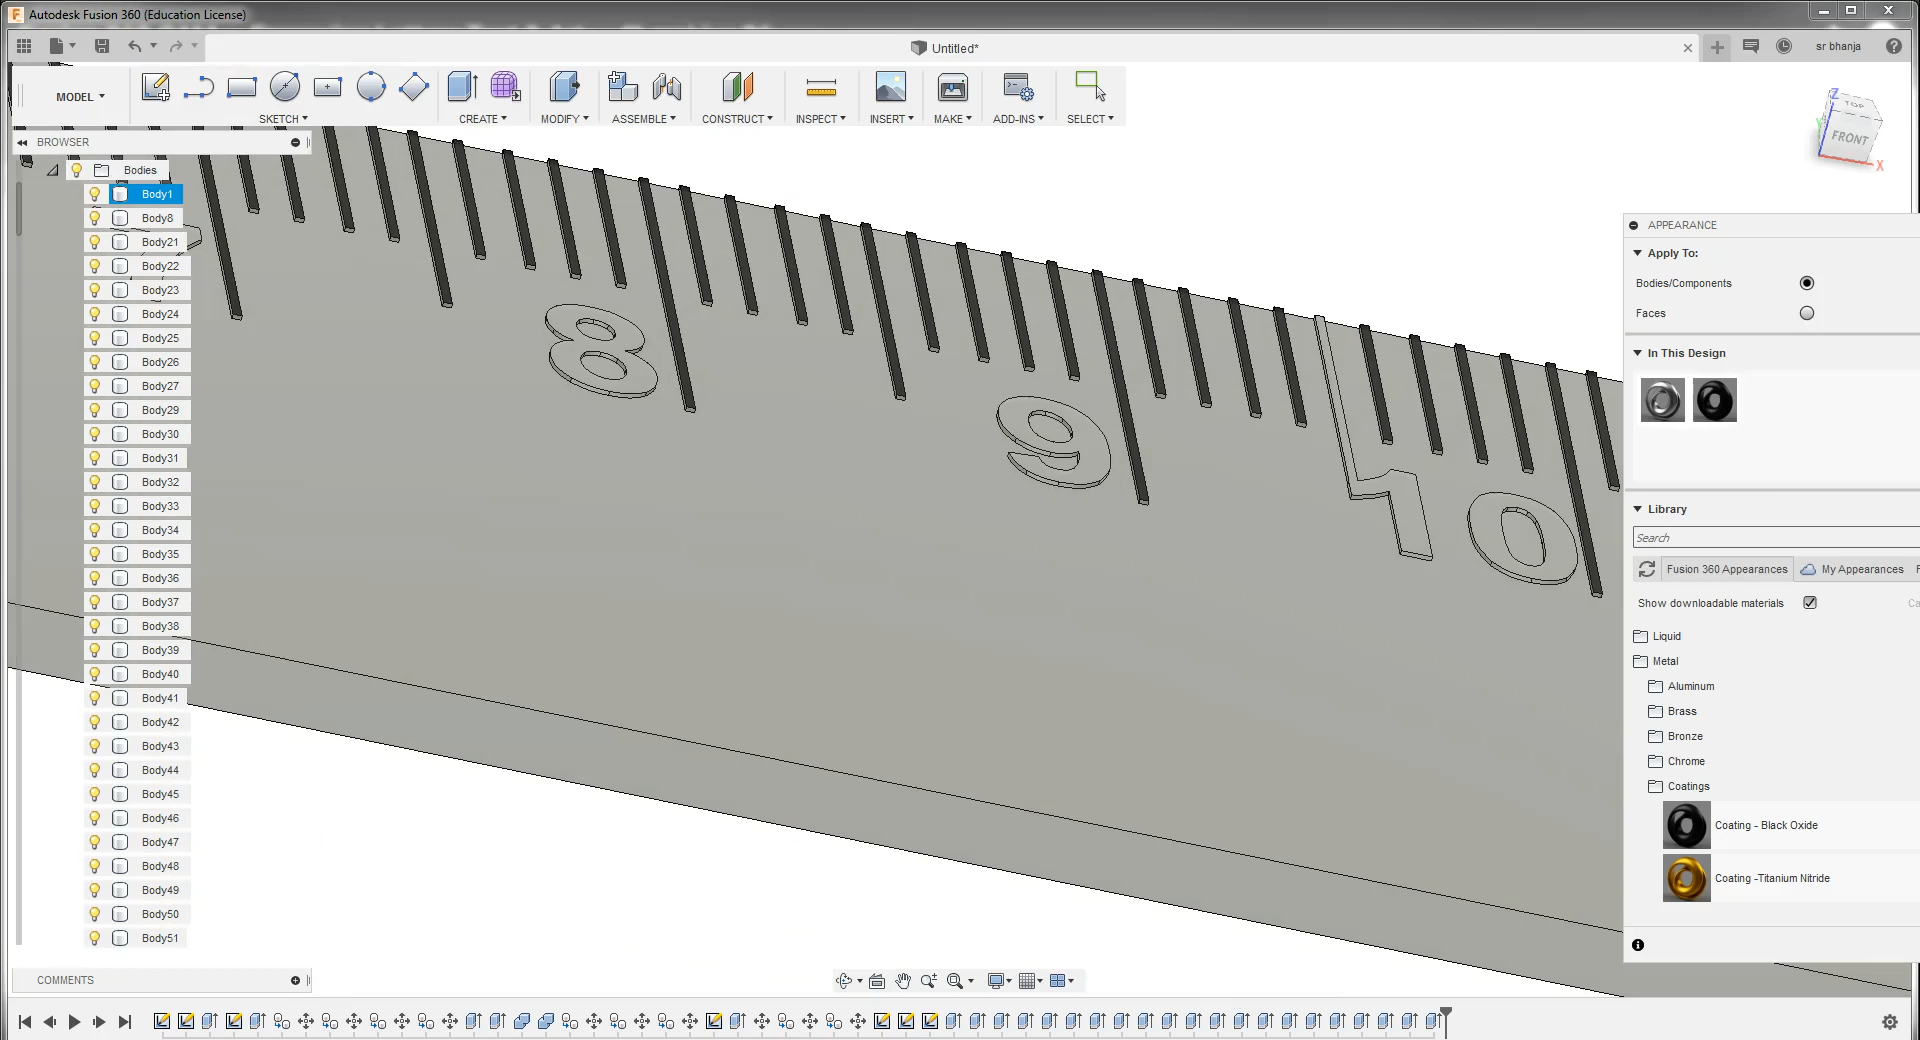 Autodesk Fusion 360 (Education License)
Untitled*
sr bhanja
MODEL
SKETCH
CREATE
MODIFY
ASSEMBLE
CONSTRUCT
INSPECT
INSERT
MAKE
ADD-INS
SELECT
TOP
FRONT
Z
X
BROWSER
Bodies
Body1
Body8
Body21
Body22
Body23
Body24
Body25
Body26
Body27
Body29
Body30
Body31
Body32
Body33
Body34
Body35
Body36
Body37
Body38
Body39
Body40
Body41
Body42
Body43
Body44
Body45
Body46
Body47
Body48
Body49
Body50
Body51
8
9
10
APPEARANCE
Apply To:
Bodies/Components
Faces
In This Design
Library
Search
Fusion 360 Appearances
My Appearances
Show downloadable materials
Liquid
Metal
Aluminum
Brass
Bronze
Chrome
Coatings
Coating - Black Oxide
Coating -Titanium Nitride
COMMENTS